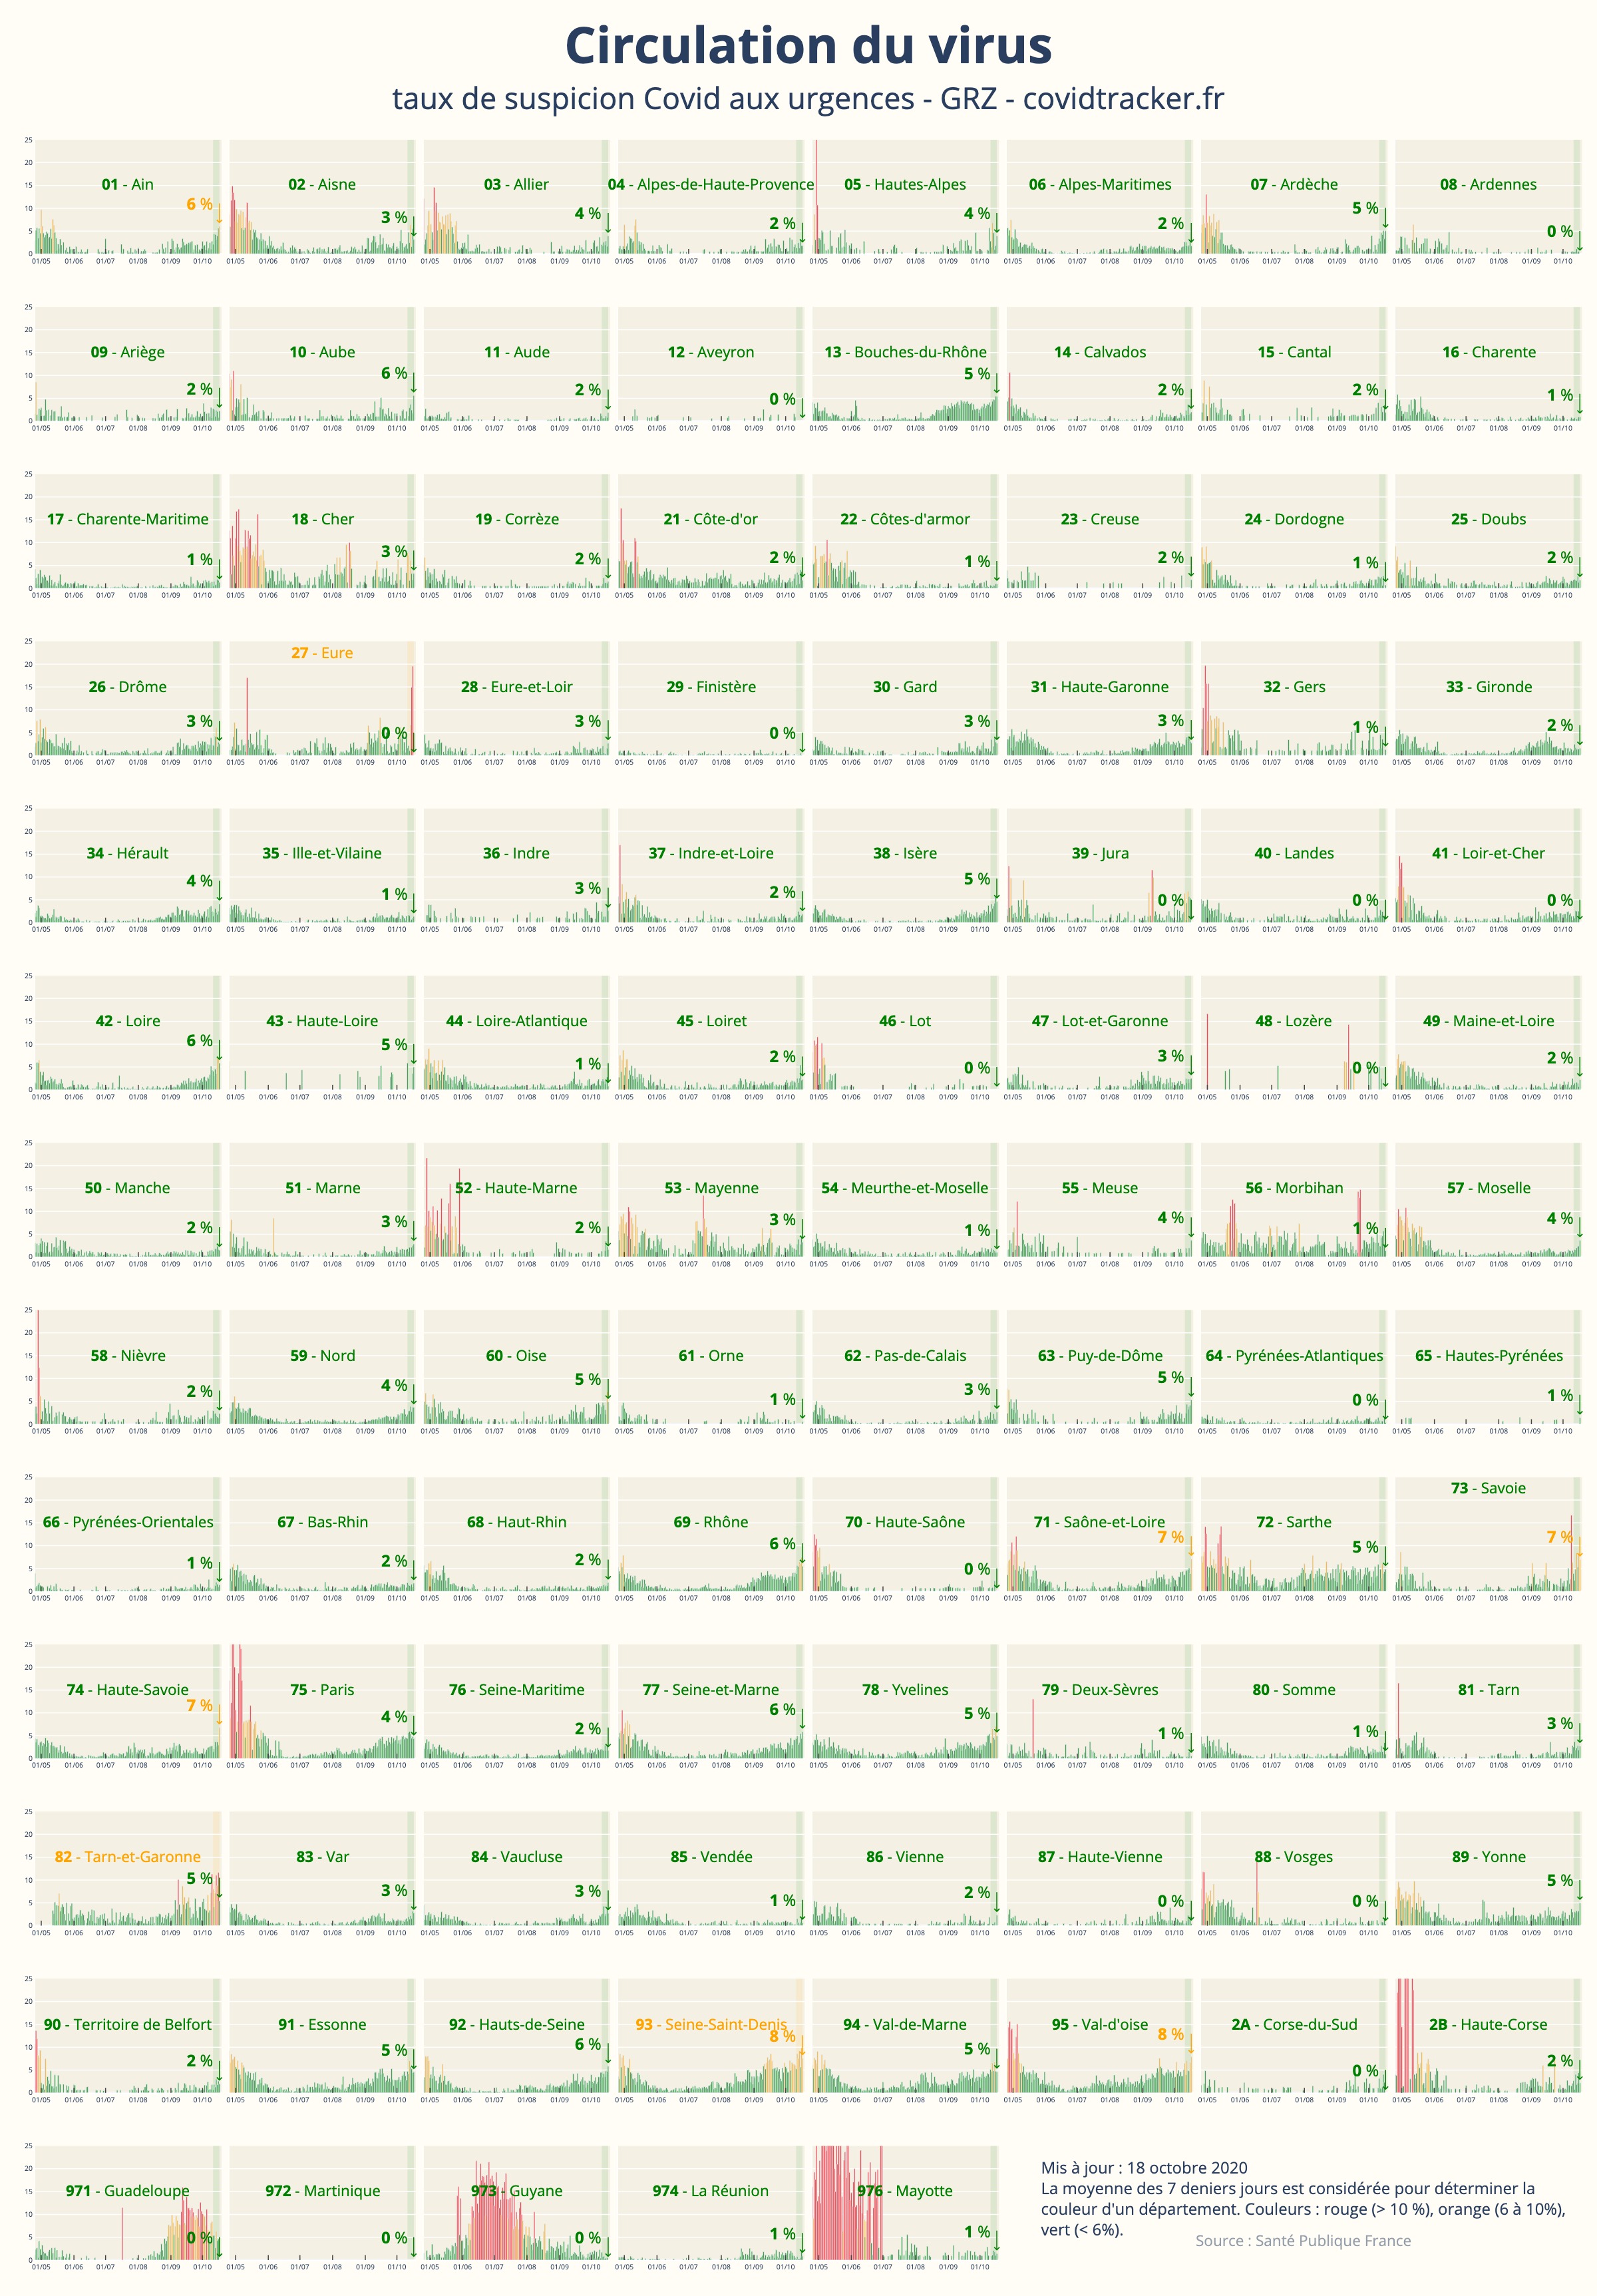 Circulation du virus
taux de suspicion Covid aux urgences - GRZ - covidtracker.fr
25
20
15
10
5
0
01 - Ain 6 %
02 - Aisne 3 %
03 - Allier 4 %
04 - Alpes-de-Haute-Provence 2 %
05 - Hautes-Alpes 4 %
06 - Alpes-Maritimes 2 %
07 - Ardèche 5 %
08 - Ardennes 0 %
01/05 01/06 01/07 01/08 01/09 01/10
09 - Ariège 2 %
10 - Aube 6 %
11 - Aude 2 %
12 - Aveyron 0 %
13 - Bouches-du-Rhône 5 %
14 - Calvados 2 %
15 - Cantal 2 %
16 - Charente 1 %
17 - Charente-Maritime 1 %
18 - Cher 3 %
19 - Corrèze 2 %
21 - Côte-d'or 2 %
22 - Côtes-d'armor 1 %
23 - Creuse 2 %
24 - Dordogne 1 %
25 - Doubs 2 %
26 - Drôme 3 %
27 - Eure 0 %
28 - Eure-et-Loir 3 %
29 - Finistère 0 %
30 - Gard 3 %
31 - Haute-Garonne 3 %
32 - Gers 1 %
33 - Gironde 2 %
34 - Hérault 4 %
35 - Ille-et-Vilaine 1 %
36 - Indre 3 %
37 - Indre-et-Loire 2 %
38 - Isère 5 %
39 - Jura 0 %
40 - Landes 0 %
41 - Loir-et-Cher 0 %
42 - Loire 6 %
43 - Haute-Loire 5 %
44 - Loire-Atlantique 1 %
45 - Loiret 2 %
46 - Lot 0 %
47 - Lot-et-Garonne 3 %
48 - Lozère 0 %
49 - Maine-et-Loire 2 %
50 - Manche 2 %
51 - Marne 3 %
52 - Haute-Marne 2 %
53 - Mayenne 3 %
54 - Meurthe-et-Moselle 1 %
55 - Meuse 4 %
56 - Morbihan 1 %
57 - Moselle 4 %
58 - Nièvre 2 %
59 - Nord 4 %
60 - Oise 5 %
61 - Orne 1 %
62 - Pas-de-Calais 3 %
63 - Puy-de-Dôme 5 %
64 - Pyrénées-Atlantiques 0 %
65 - Hautes-Pyrénées 1 %
66 - Pyrénées-Orientales 1 %
67 - Bas-Rhin 2 %
68 - Haut-Rhin 2 %
69 - Rhône 6 %
70 - Haute-Saône 0 %
71 - Saône-et-Loire 7 %
72 - Sarthe 5 %
73 - Savoie 7 %
74 - Haute-Savoie 7 %
75 - Paris 4 %
76 - Seine-Maritime 2 %
77 - Seine-et-Marne 6 %
78 - Yvelines 5 %
79 - Deux-Sèvres 1 %
80 - Somme 1 %
81 - Tarn 3 %
82 - Tarn-et-Garonne 5 %
83 - Var 3 %
84 - Vaucluse 3 %
85 - Vendée 1 %
86 - Vienne 2 %
87 - Haute-Vienne 0 %
88 - Vosges 0 %
89 - Yonne 5 %
90 - Territoire de Belfort 2 %
91 - Essonne 5 %
92 - Hauts-de-Seine 6 %
93 - Seine-Saint-Denis 8 %
94 - Val-de-Marne 5 %
95 - Val-d'oise 8 %
2A - Corse-du-Sud 0 %
2B - Haute-Corse 2 %
971 - Guadeloupe 0 %
972 - Martinique 0 %
973 - Guyane 0 %
974 - La Réunion 1 %
976 - Mayotte 1 %
Mis à jour : 18 octobre 2020
La moyenne des 7 deniers jours est considérée pour déterminer la
couleur d'un département. Couleurs : rouge (> 10 %), orange (6 à 10%),
vert (< 6%).
Source : Santé Publique France